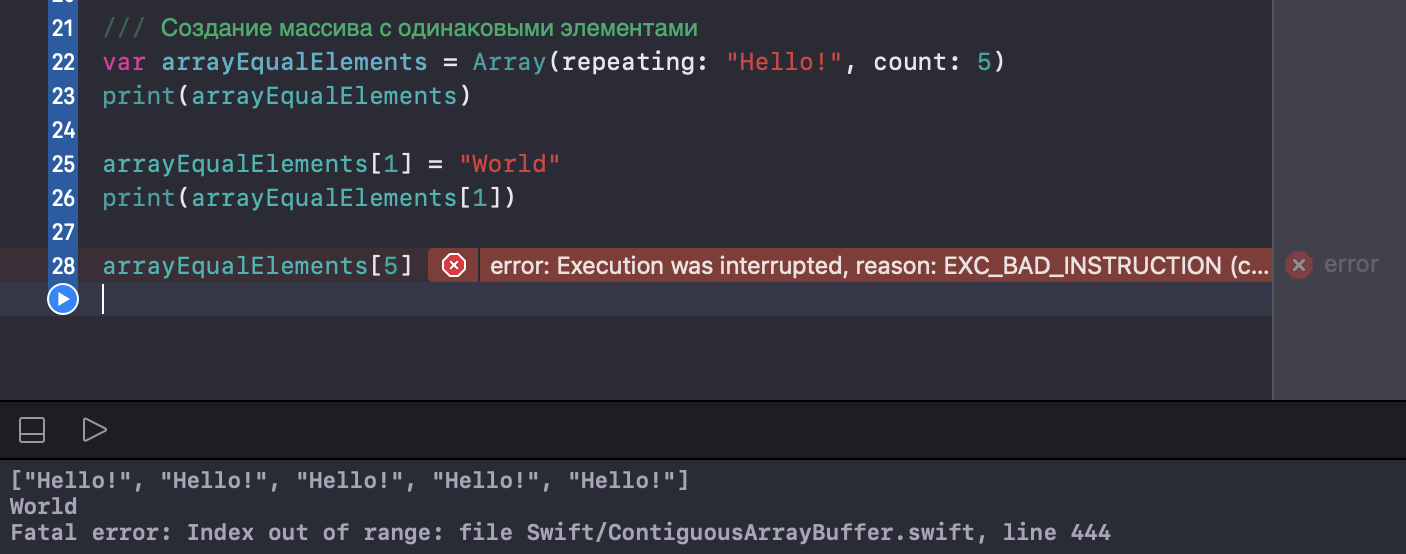 21 /// Создание массива с одинаковыми элементами
22 var arrayEqualElements = Array(repeating: "Hello!", count: 5)
23 print(arrayEqualElements)
24
25 arrayEqualElements[1] = "World"
26 print(arrayEqualElements[1])
27
28 arrayEqualElements[5] error: Execution was interrupted, reason: EXC_BAD_INSTRUCTION (c... error
["Hello!", "Hello!", "Hello!", "Hello!", "Hello!"]
World
Fatal error: Index out of range: file Swift/ContiguousArrayBuffer.swift, line 444